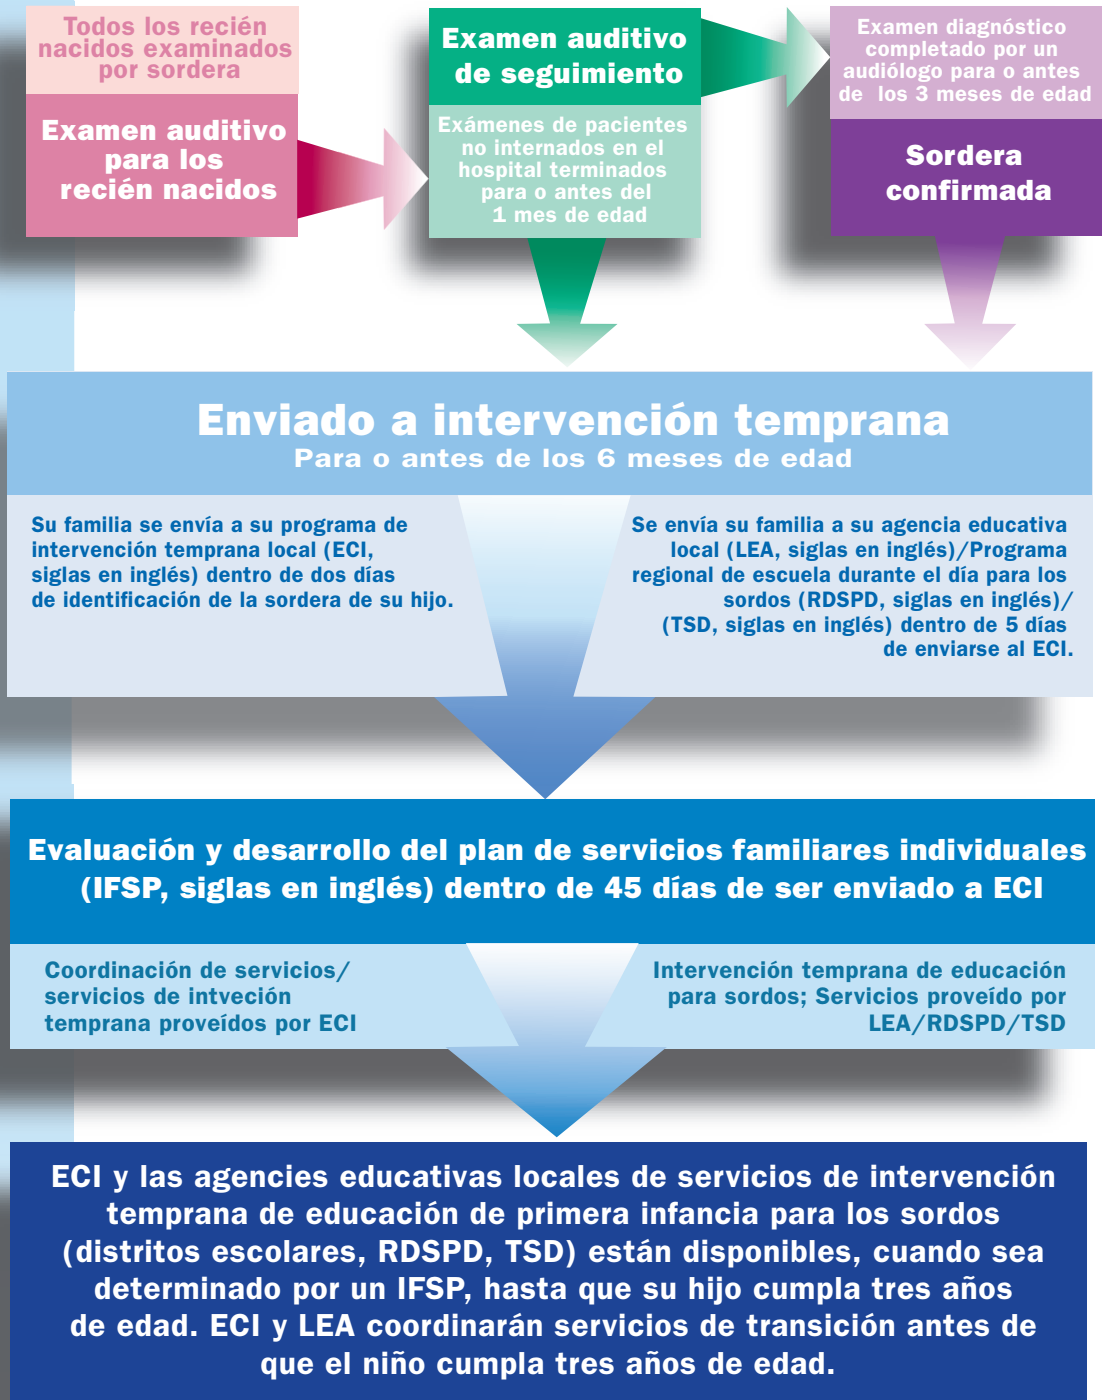 Todos los recién
nacidos examinados
por sordera
Examen auditivo
para los
recién nacidos
Examen auditivo
de seguimiento
Exámenes de pacientes
no internados en el
hospital terminados
para o antes del
1 mes de edad
Examen diagnóstico
completado por un
audiólogo para o antes
de los 3 meses de edad
Sordera
confirmada
Enviado a intervención temprana
Para o antes de los 6 meses de edad
Su familia se envía a su programa de
intervención temprana local (ECI,
siglas en inglés) dentro de dos días
de identificación de la sordera de su hijo.
Se envía su familia a su agencia educativa
local (LEA, siglas en inglés)/Programa
regional de escuela durante el día para los
sordos (RDSPD, siglas en inglés)/
(TSD, siglas en inglés) dentro de 5 días
de enviarse al ECI.
Evaluación y desarrollo del plan de servicios familiares individuales
(IFSP, siglas en inglés) dentro de 45 días de ser enviado a ECI
Coordinación de servicios/
servicios de intveción
temprana proveídos por ECI
Intervención temprana de educación
para sordos; Servicios proveído por
LEA/RDSPD/TSD
ECI y las agencies educativas locales de servicios de intervención
temprana de educación de primera infancia para los sordos
(distritos escolares, RDSPD, TSD) están disponibles, cuando sea
determinado por un IFSP, hasta que su hijo cumpla tres años
de edad. ECI y LEA coordinarán servicios de transición antes de
que el niño cumpla tres años de edad.